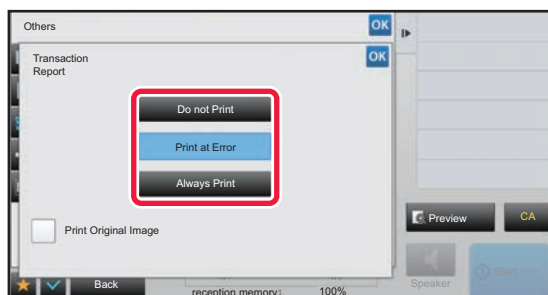 Others
OK
Transaction
Report
OK
Do not Print
Print at Error
Always Print
Print Original Image
Preview
CA
Back
reception memory:
100%
Speaker
Start